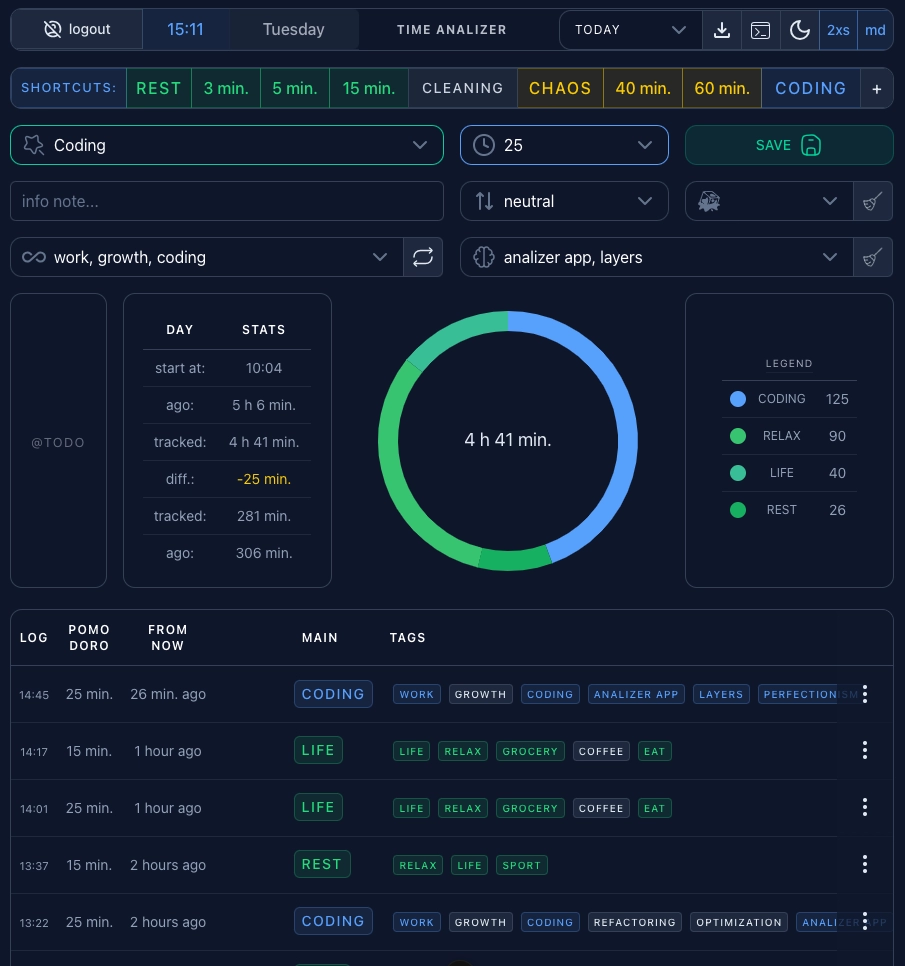 logout 15:11 Tuesday TIME ANALIZER TODAY 2xs md
SHORTCUTS: REST 3 min. 5 min. 15 min. CLEANING CHAOS 40 min. 60 min. CODING +
Coding 25 SAVE
info note... neutral
work, growth, coding analizer app, layers
@TODO
DAY STATS
start at: 10:04
ago: 5 h 6 min.
tracked: 4 h 41 min.
diff.: -25 min.
tracked: 281 min.
ago: 306 min.
4 h 41 min.
LEGEND
CODING 125
RELAX 90
LIFE 40
REST 26
LOG POMO DORO FROM NOW MAIN TAGS
14:45 25 min. 26 min. ago CODING WORK GROWTH CODING ANALIZER APP LAYERS PERFECTIONISM
14:17 15 min. 1 hour ago LIFE LIFE RELAX GROCERY COFFEE EAT
14:01 25 min. 1 hour ago LIFE LIFE RELAX GROCERY COFFEE EAT
13:37 15 min. 2 hours ago REST RELAX LIFE SPORT
13:22 25 min. 2 hours ago CODING WORK GROWTH CODING REFACTORING OPTIMIZATION ANALIZER APP